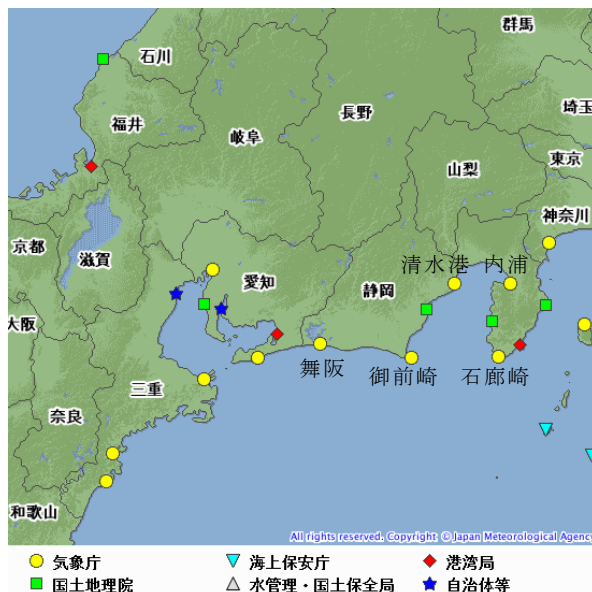 群馬
石川
長野
埼玉
福井
岐阜
東京
山梨
神奈川
京都
滋賀
清水港 内浦
愛知
静岡
大阪
舞阪
御前崎
石廊崎
三重
奈良
和歌山
All rights reserved. Copyright © Japan Meteorological Agency
気象庁
海上保安庁
港湾局
国土地理院
水管理・国土保全局
自治体等